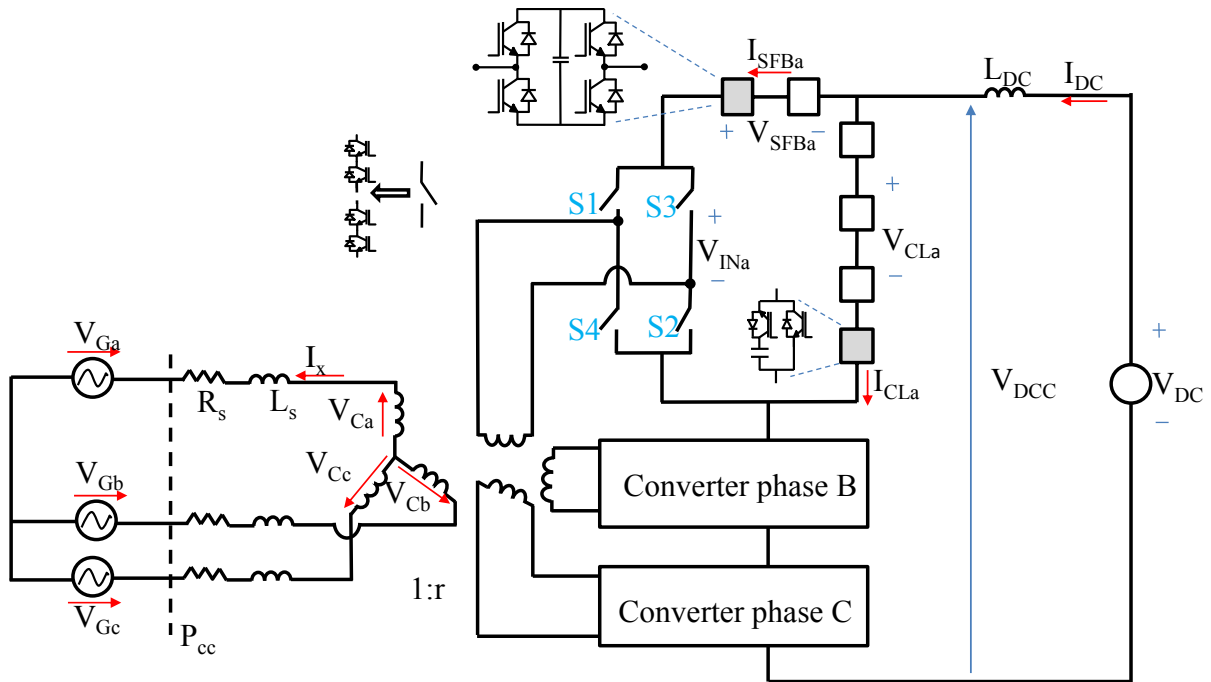 I_SFBa
L_DC
I_DC
+ V_SFBa −
S1
S3
+
V_INa
−
+
V_CLa
−
S4
S2
I_CLa
V_DCC
+
V_DC
−
V_Ga
I_x
R_s
L_s
V_Ca
V_Cc
V_Cb
V_Gb
V_Gc
P_cc
1:r
Converter phase B
Converter phase C